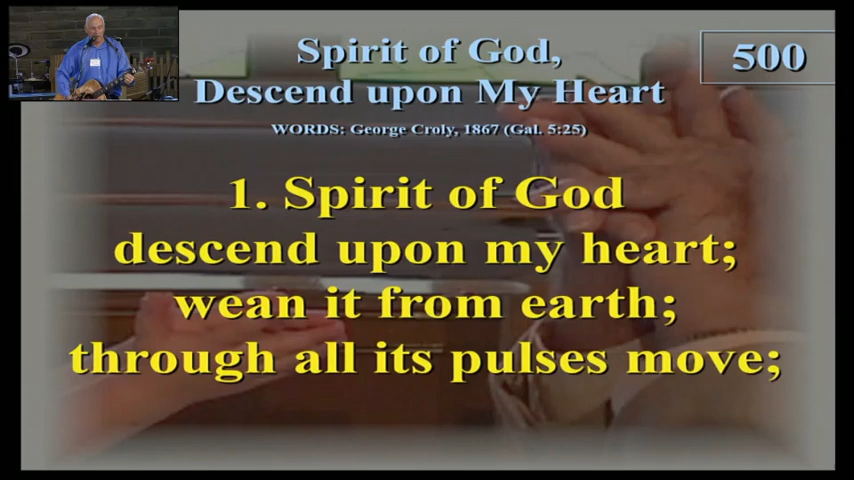 Spirit of God,
Descend upon My Heart
500
WORDS: George Croly, 1867 (Gal. 5:25)
1. Spirit of God
descend upon my heart;
wean it from earth;
through all its pulses move;